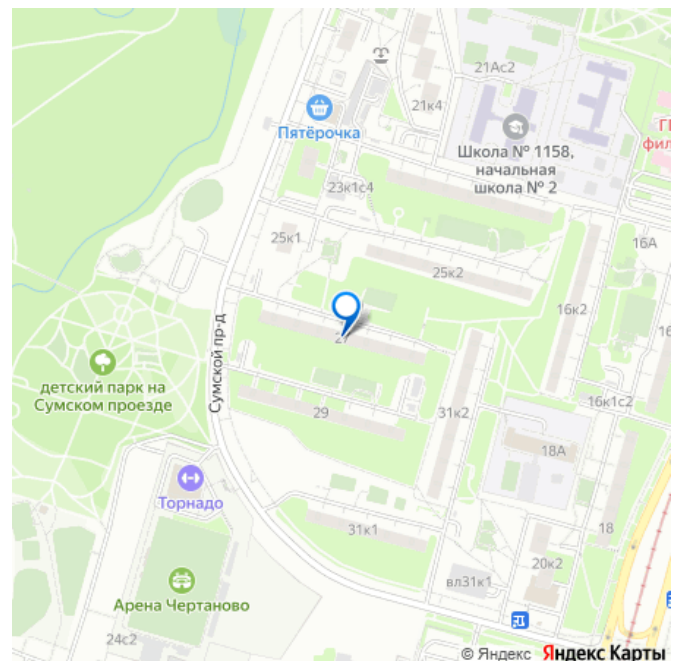 21Ас2
21к4
Пятёрочка
Школа № 1158,
начальная
школа № 2
фил
23к1с4
25к1
16А
25к2
16к2
Сумской пр-д
детский парк на
Сумском проезде
29
31к2
16к1с2
18А
Торнадо
31к1
18
20к2
вл31к1
Арена Чертаново
24с2
© Яндекс Яндекс Карты